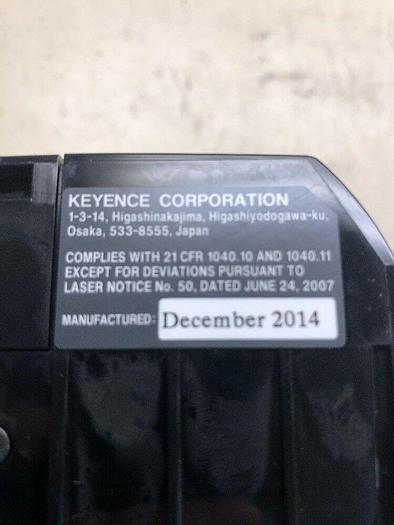 KEYENCE CORPORATION
1-3-14, Higashinakajima, Higashiyodogawa-ku,
Osaka, 533-8555, Japan
COMPLIES WITH 21 CFR 1040.10 AND 1040.11
EXCEPT FOR DEVIATIONS PURSUANT TO
LASER NOTICE No. 50, DATED JUNE 24, 2007
MANUFACTURED: December 2014